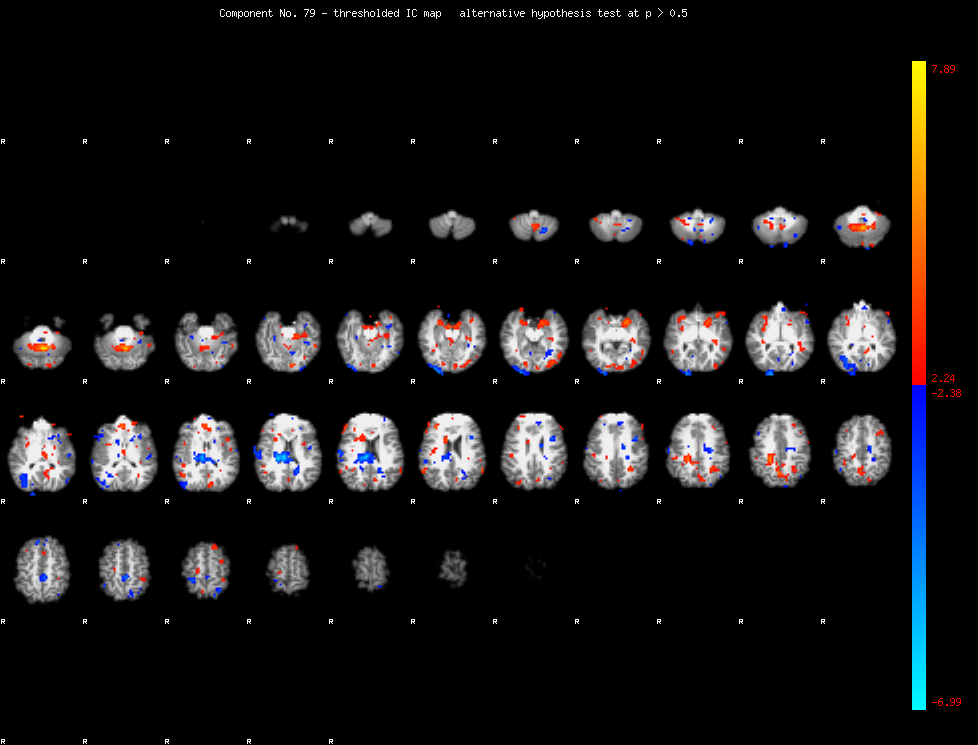 Component No. 79 - thresholded IC map   alternative hypothesis test at p > 0.5
7.89
R R R R R R R R R R R
R R R R R R R R R R R
R R R R R R R R R R R
2.24
-2.38
R R R R R R R R R R R
R R R R R R R R R R R
-6.99
R R R R R